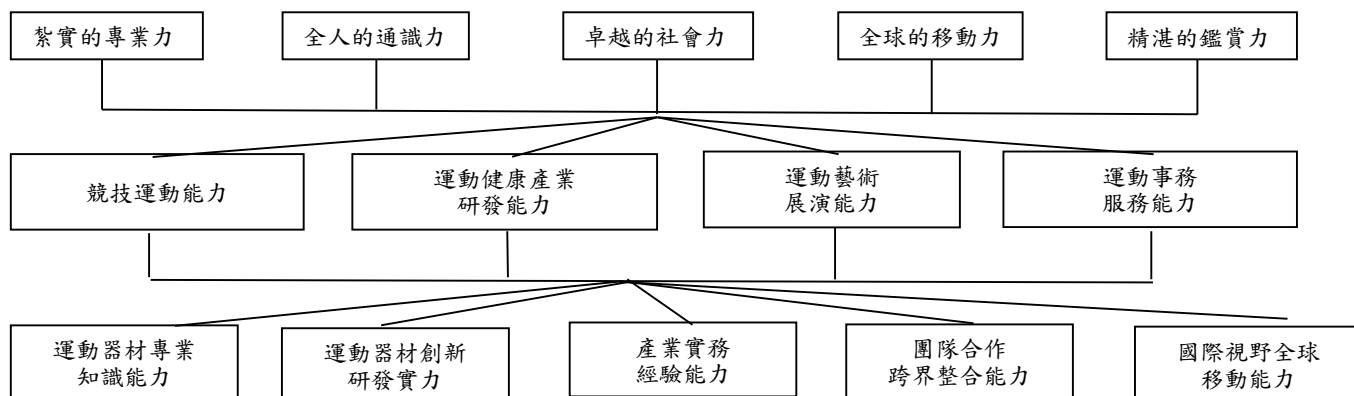 紮實的專業力
全人的通識力
卓越的社會力
全球的移動力
精湛的鑑賞力
競技運動能力
運動健康產業
研發能力
運動藝術
展演能力
運動事務
服務能力
運動器材專業
知識能力
運動器材創新
研發實力
產業實務
經驗能力
團隊合作
跨界整合能力
國際視野全球
移動能力